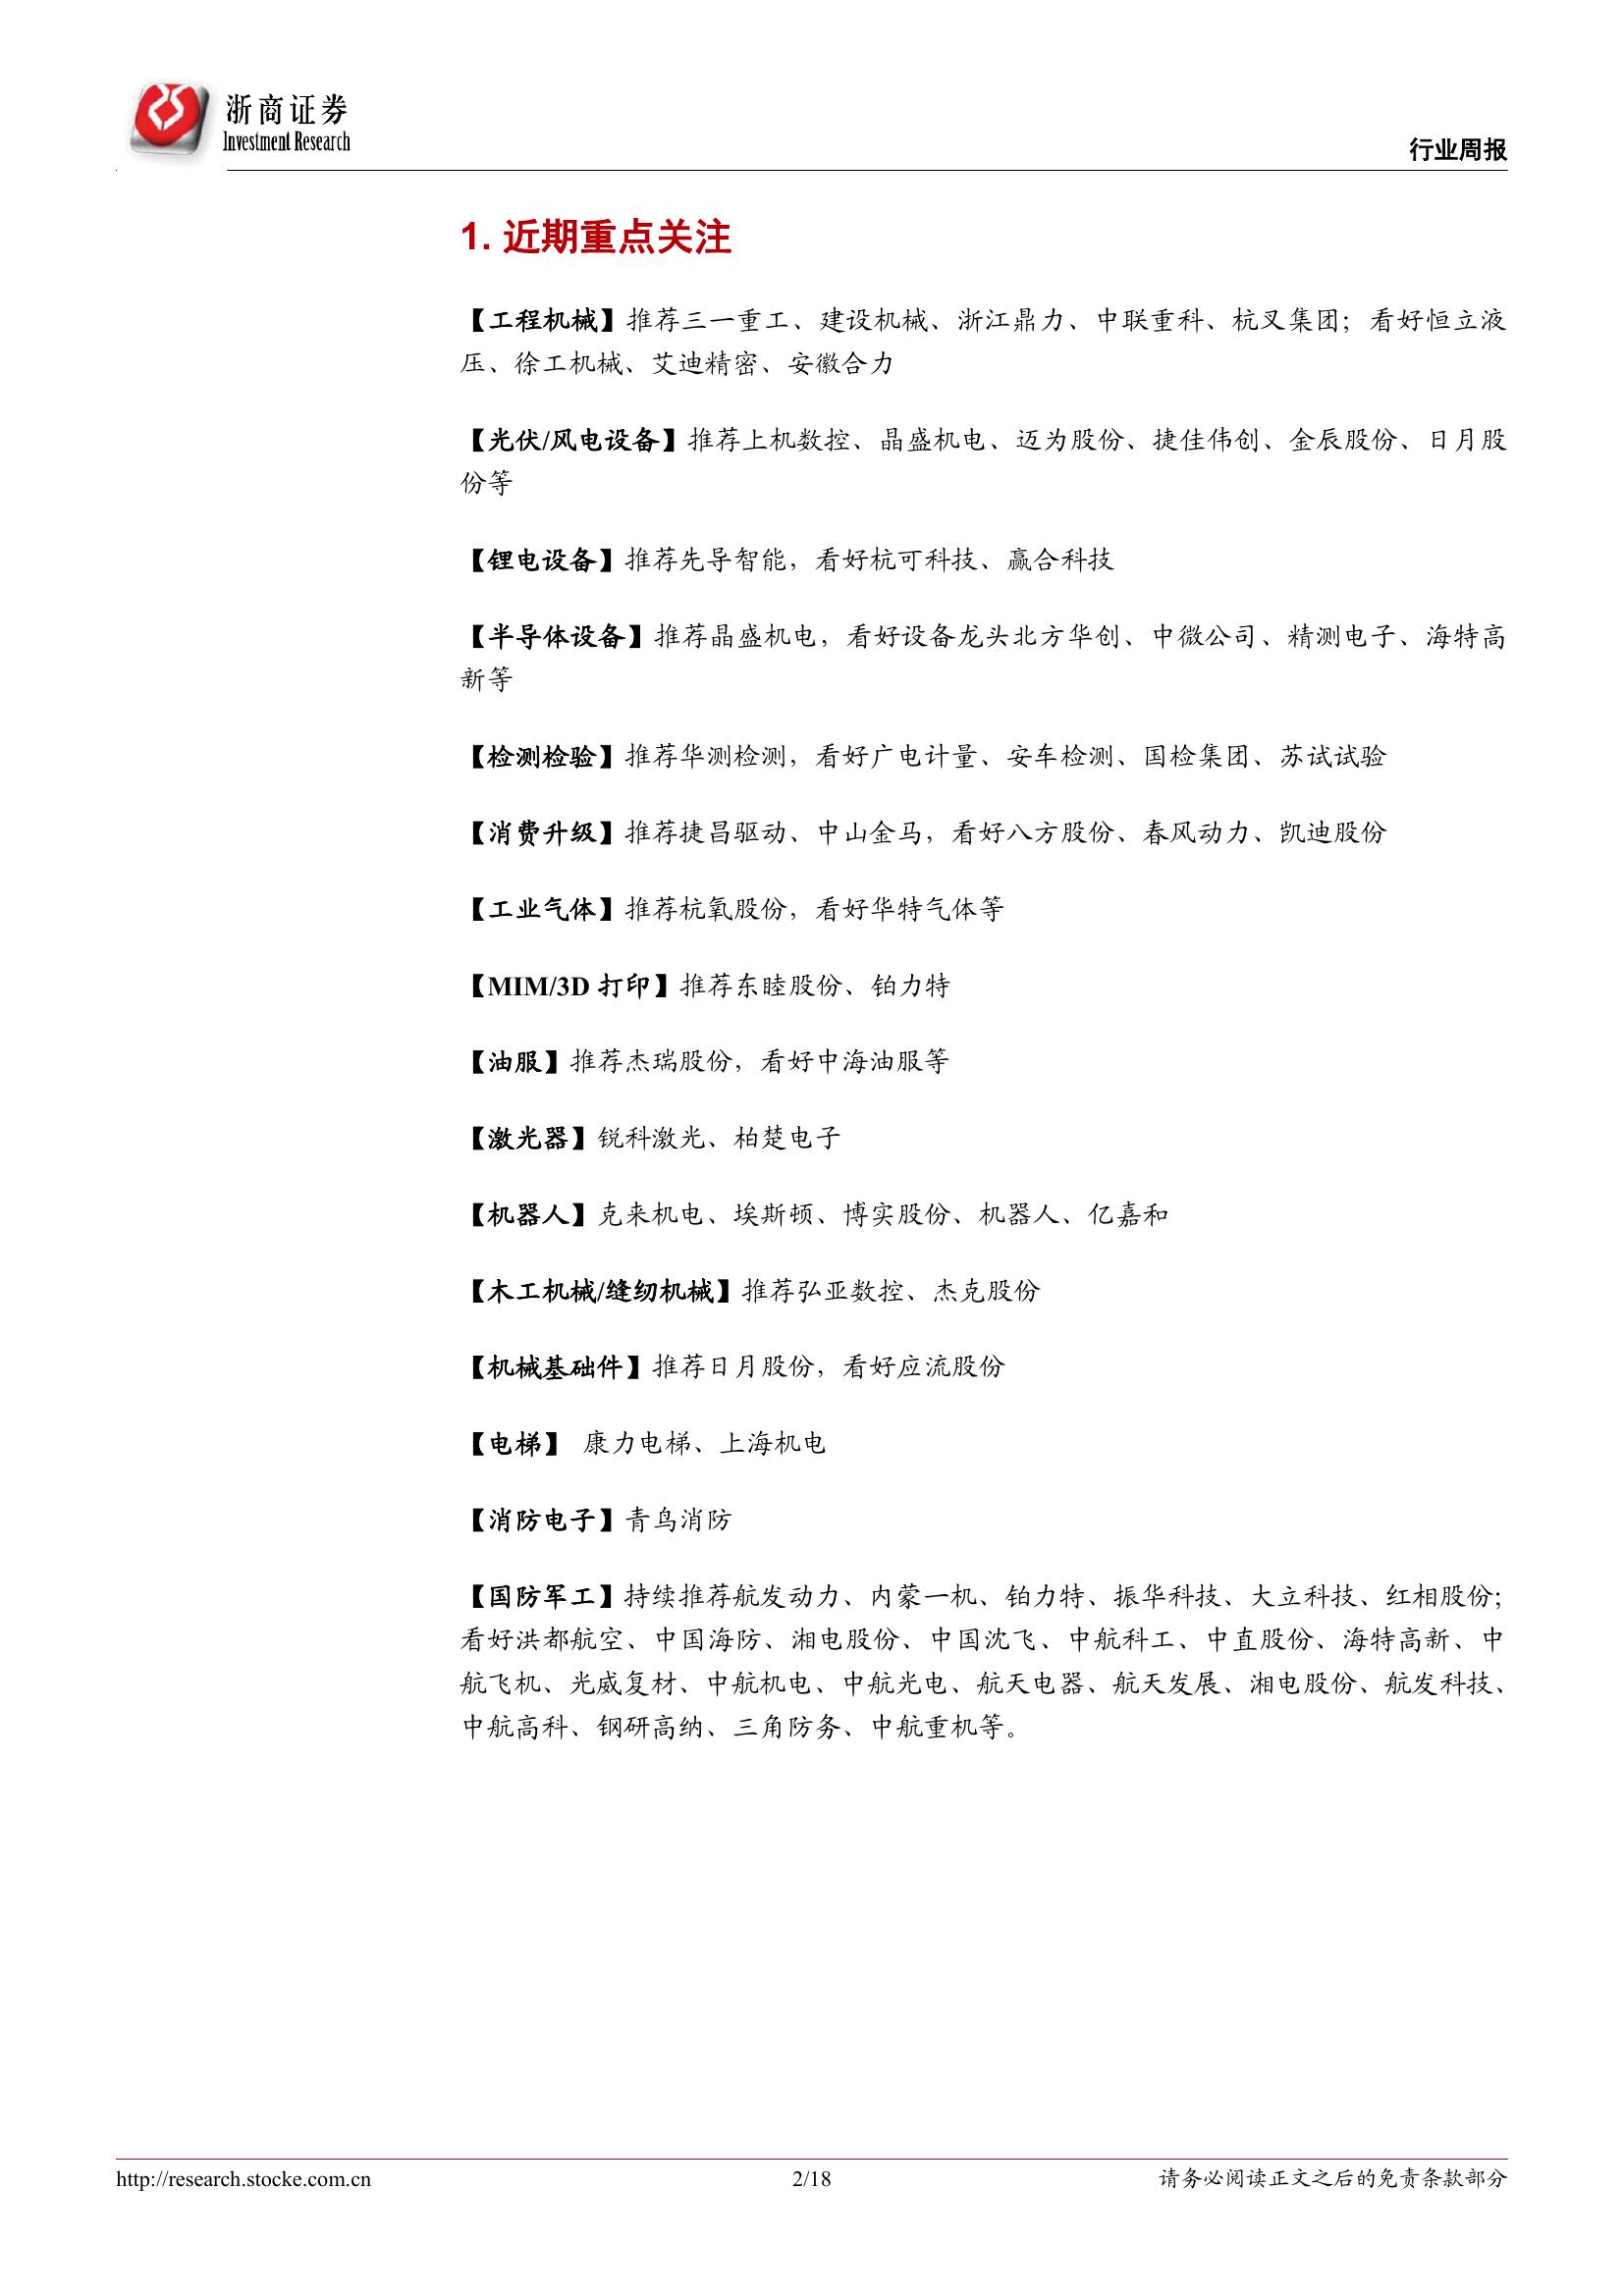 浙商证券
Investment Research
行业周报
1. 近期重点关注
【工程机械】推荐三一重工、建设机械、浙江鼎力、中联重科、杭叉集团；看好恒立液
压、徐工机械、艾迪精密、安徽合力
【光伏/风电设备】推荐上机数控、晶盛机电、迈为股份、捷佳伟创、金辰股份、日月股
份等
【锂电设备】推荐先导智能，看好杭可科技、赢合科技
【半导体设备】推荐晶盛机电，看好设备龙头北方华创、中微公司、精测电子、海特高
新等
【检测检验】推荐华测检测，看好广电计量、安车检测、国检集团、苏试试验
【消费升级】推荐捷昌驱动、中山金马，看好八方股份、春风动力、凯迪股份
【工业气体】推荐杭氧股份，看好华特气体等
【MIM/3D 打印】推荐东睦股份、铂力特
【油服】推荐杰瑞股份，看好中海油服等
【激光器】锐科激光、柏楚电子
【机器人】克来机电、埃斯顿、博实股份、机器人、亿嘉和
【木工机械/缝纫机械】推荐弘亚数控、杰克股份
【机械基础件】推荐日月股份，看好应流股份
【电梯】 康力电梯、上海机电
【消防电子】青鸟消防
【国防军工】持续推荐航发动力、内蒙一机、铂力特、振华科技、大立科技、红相股份；
看好洪都航空、中国海防、湘电股份、中国沈飞、中航科工、中直股份、海特高新、中
航飞机、光威复材、中航机电、中航光电、航天电器、航天发展、湘电股份、航发科技、
中航高科、钢研高纳、三角防务、中航重机等。
http://research.stocke.com.cn
2/18
请务必阅读正文之后的免责条款部分